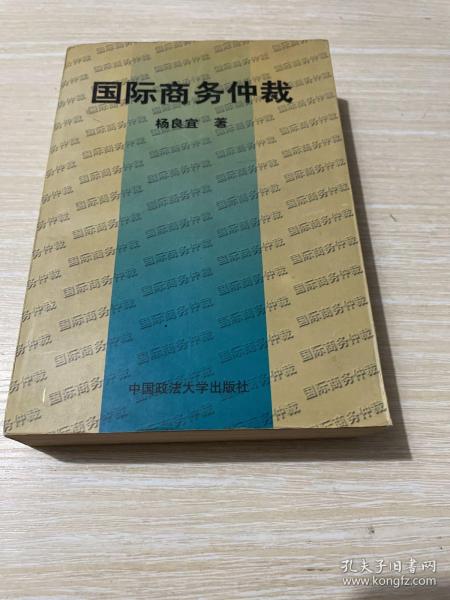 国际商务仲裁
杨良宜 著
中国政法大学出版社
孔夫子旧书网
www.kongfz.com